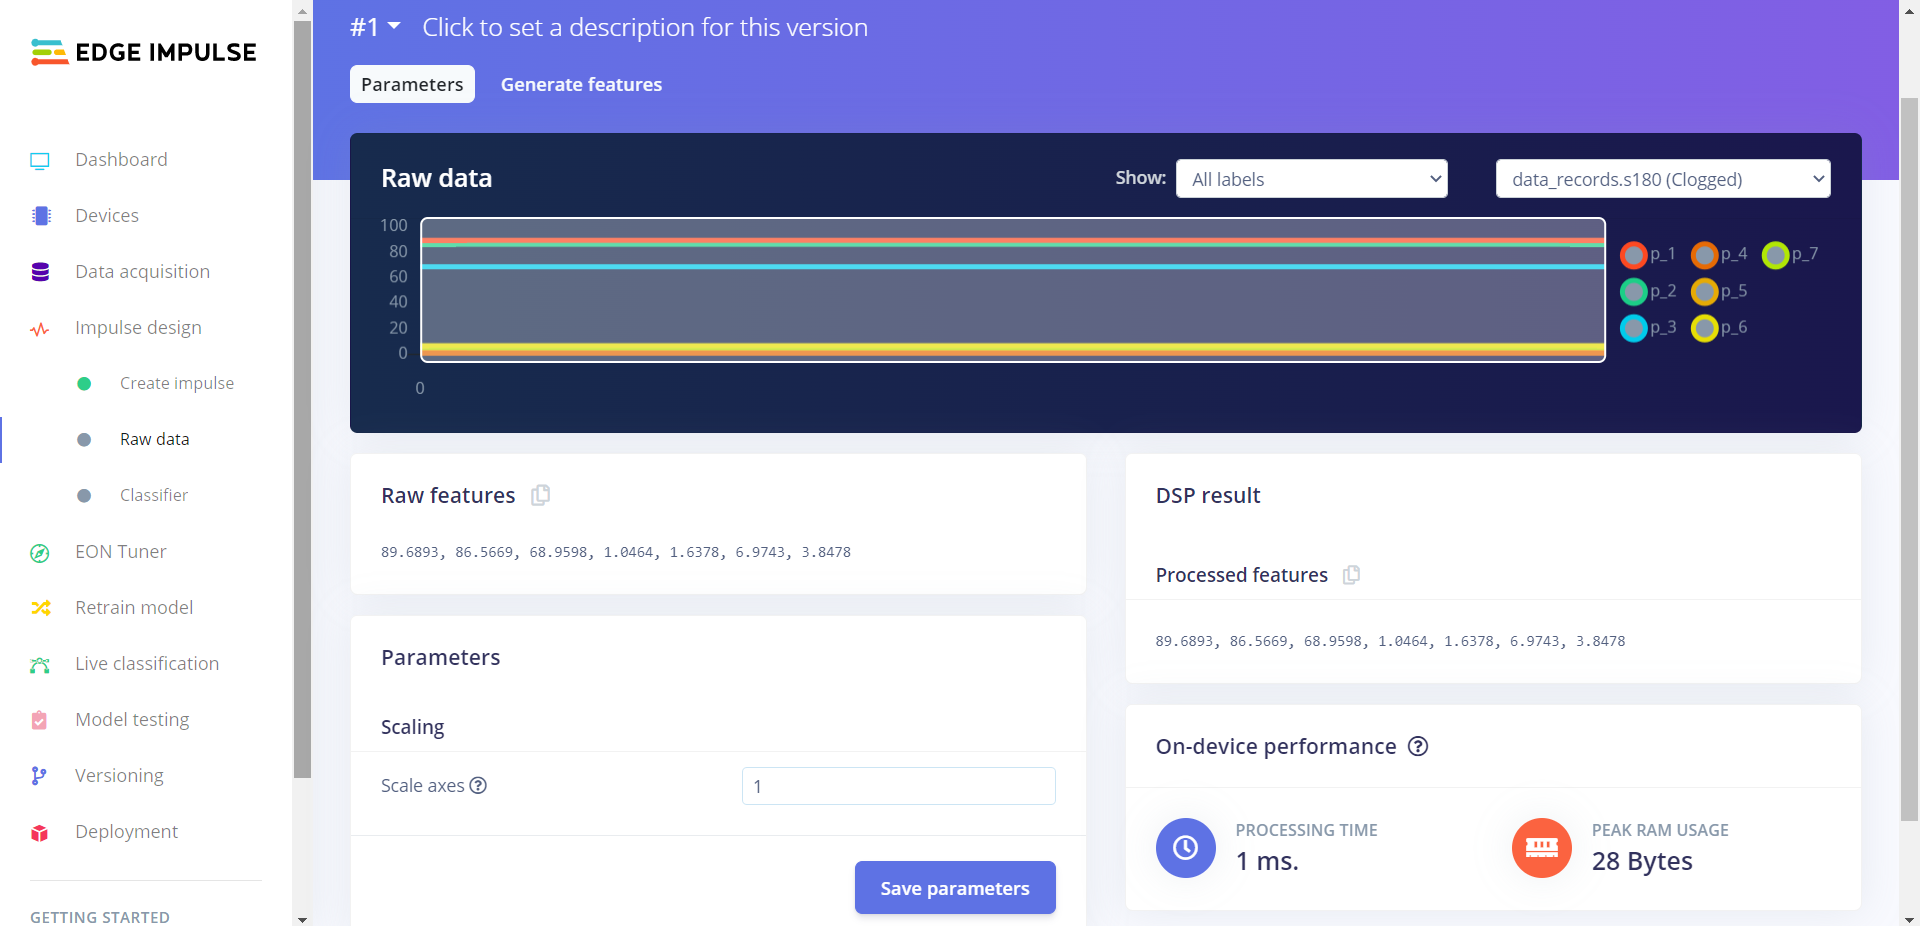 EDGE IMPULSE
Dashboard
Devices
Data acquisition
Impulse design
Create impulse
Raw data
Classifier
EON Tuner
Retrain model
Live classification
Model testing
Versioning
Deployment
GETTING STARTED
#1 Click to set a description for this version
Parameters Generate features
Raw data Show: All labels data_records.s180 (Clogged)
100
80
60
40
20
0
0
p_1 p_4 p_7
p_2 p_5
p_3 p_6
Raw features
89.6893, 86.5669, 68.9598, 1.0464, 1.6378, 6.9743, 3.8478
Parameters
Scaling
Scale axes ? 1
Save parameters
DSP result
Processed features
89.6893, 86.5669, 68.9598, 1.0464, 1.6378, 6.9743, 3.8478
On-device performance ?
PROCESSING TIME
1 ms.
PEAK RAM USAGE
28 Bytes